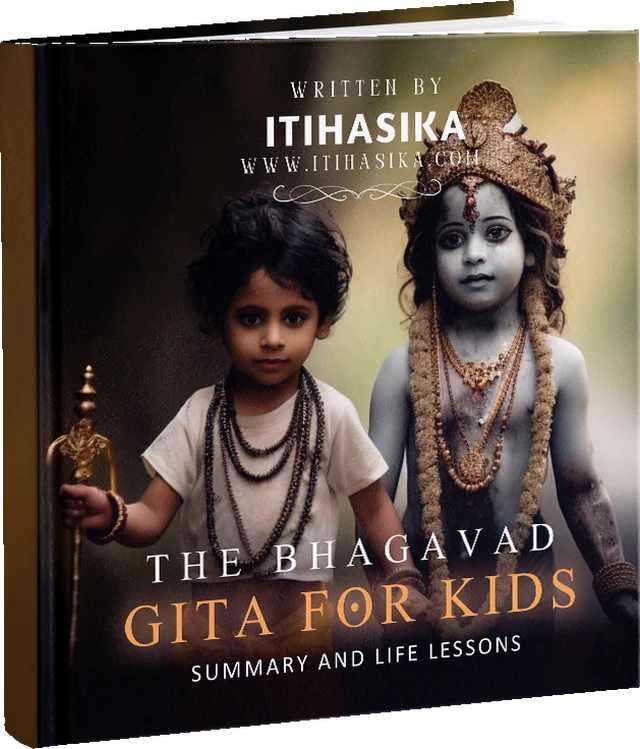 WRITTEN BY
ITIHASIKA
WWW.ITIHASIKA.COM
THE BHAGAVAD
GITA FOR KIDS
SUMMARY AND LIFE LESSONS